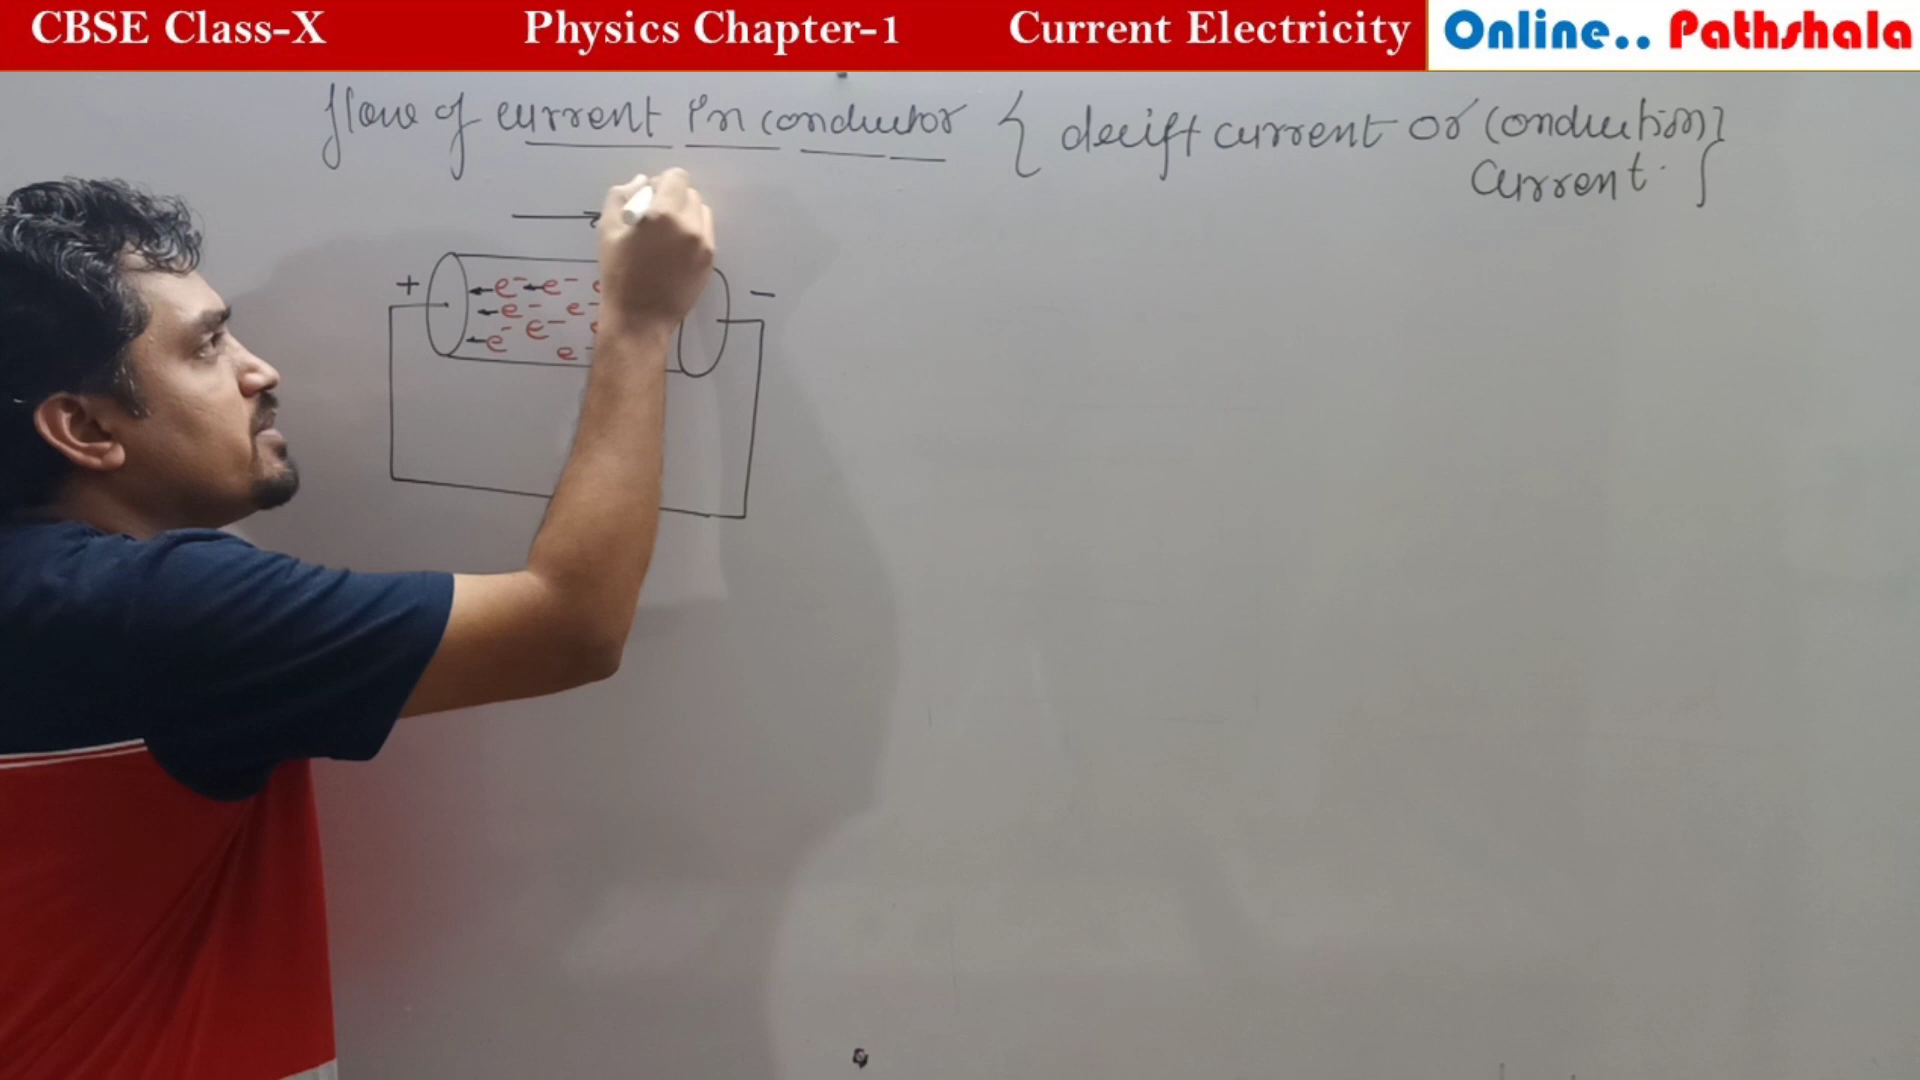 CBSE Class-X Physics Chapter-1 Current Electricity Online.. Pathshala
flow of current in conductor { drift current or (conduction}
current. }
+ e- e- e -
e- e-
e- e- e
e-